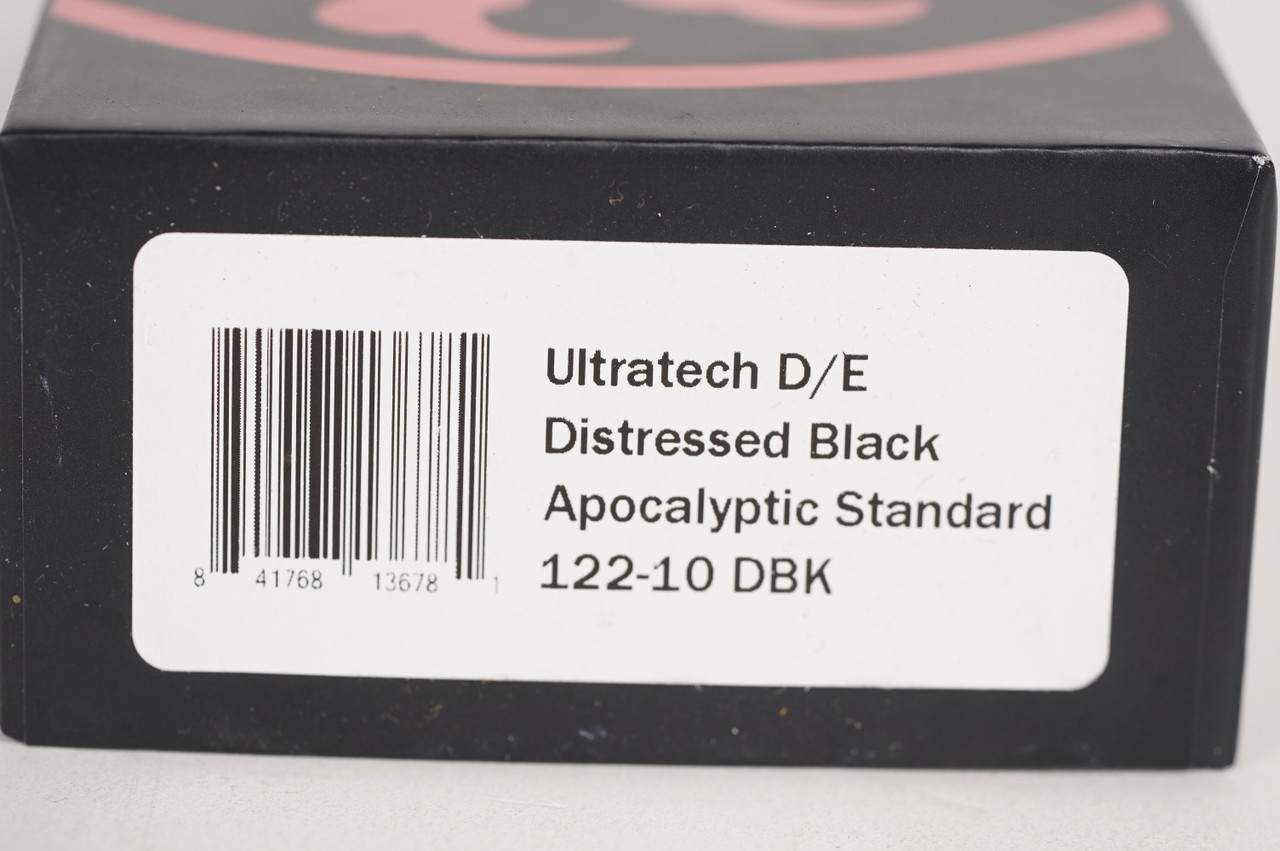 Ultratech D/E
Distressed Black
Apocalyptic Standard
122-10 DBK
8 41768 13678 1